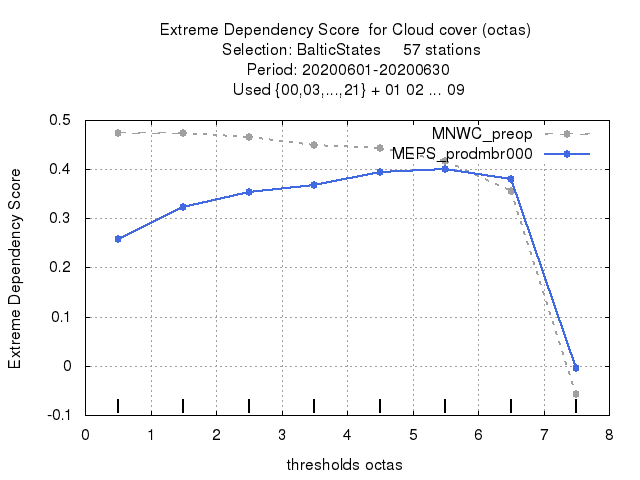 Extreme Dependency Score  for Cloud cover (octas)
Selection: BalticStates     57 stations
Period: 20200601-20200630
Used {00,03,...,21} + 01 02 ... 09
MNWC_preop
MEPS_prodmbr000
Extreme Dependency Score
0.5
0.4
0.3
0.2
0.1
0
-0.1
0 1 2 3 4 5 6 7 8
thresholds octas